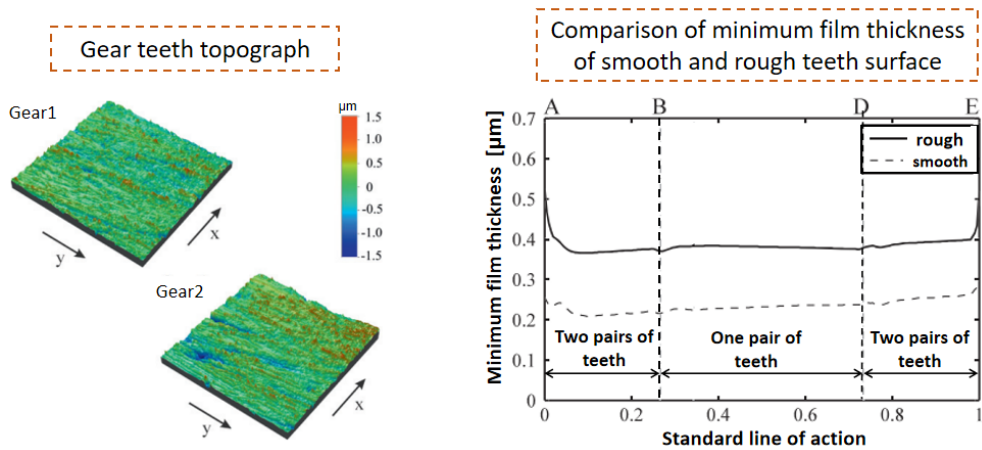 Gear teeth topograph
Gear1
μm
1.5
1.0
0.5
0
-0.5
-1.0
-1.5
x
y
Gear2
x
y
Comparison of minimum film thickness
of smooth and rough teeth surface
A B D E
Minimum film thickness [μm]
0.7
0.6
0.5
0.4
0.3
0.2
0.1
0
rough
smooth
Two pairs of
teeth
One pair of
teeth
Two pairs of
teeth
0 0.2 0.4 0.6 0.8 1
Standard line of action